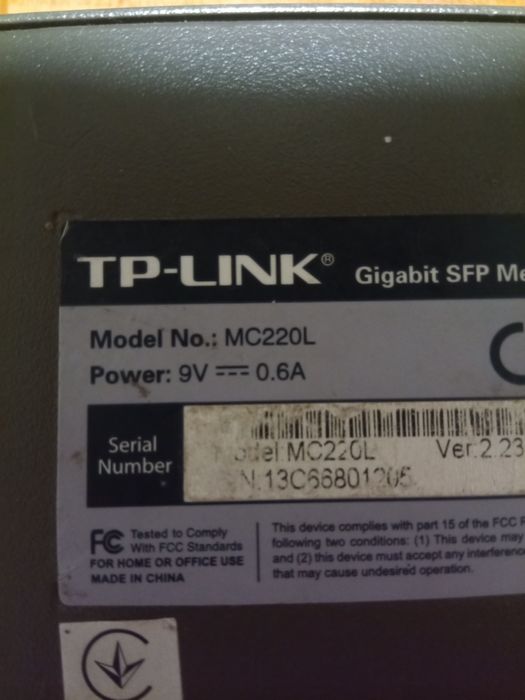 TP-LINK® Gigabit SFP Me
Model No.: MC220L
Power: 9V ⎓ 0.6A
Serial
Number
odel:MC220L Ver:2.23
N:13C66801205
FC Tested to Comply
With FCC Standards
FOR HOME OR OFFICE USE
MADE IN CHINA
This device complies with part 15 of the FCC R
following two conditions: (1) This device may
and (2) this device must accept any interference
that may cause undesired operation.